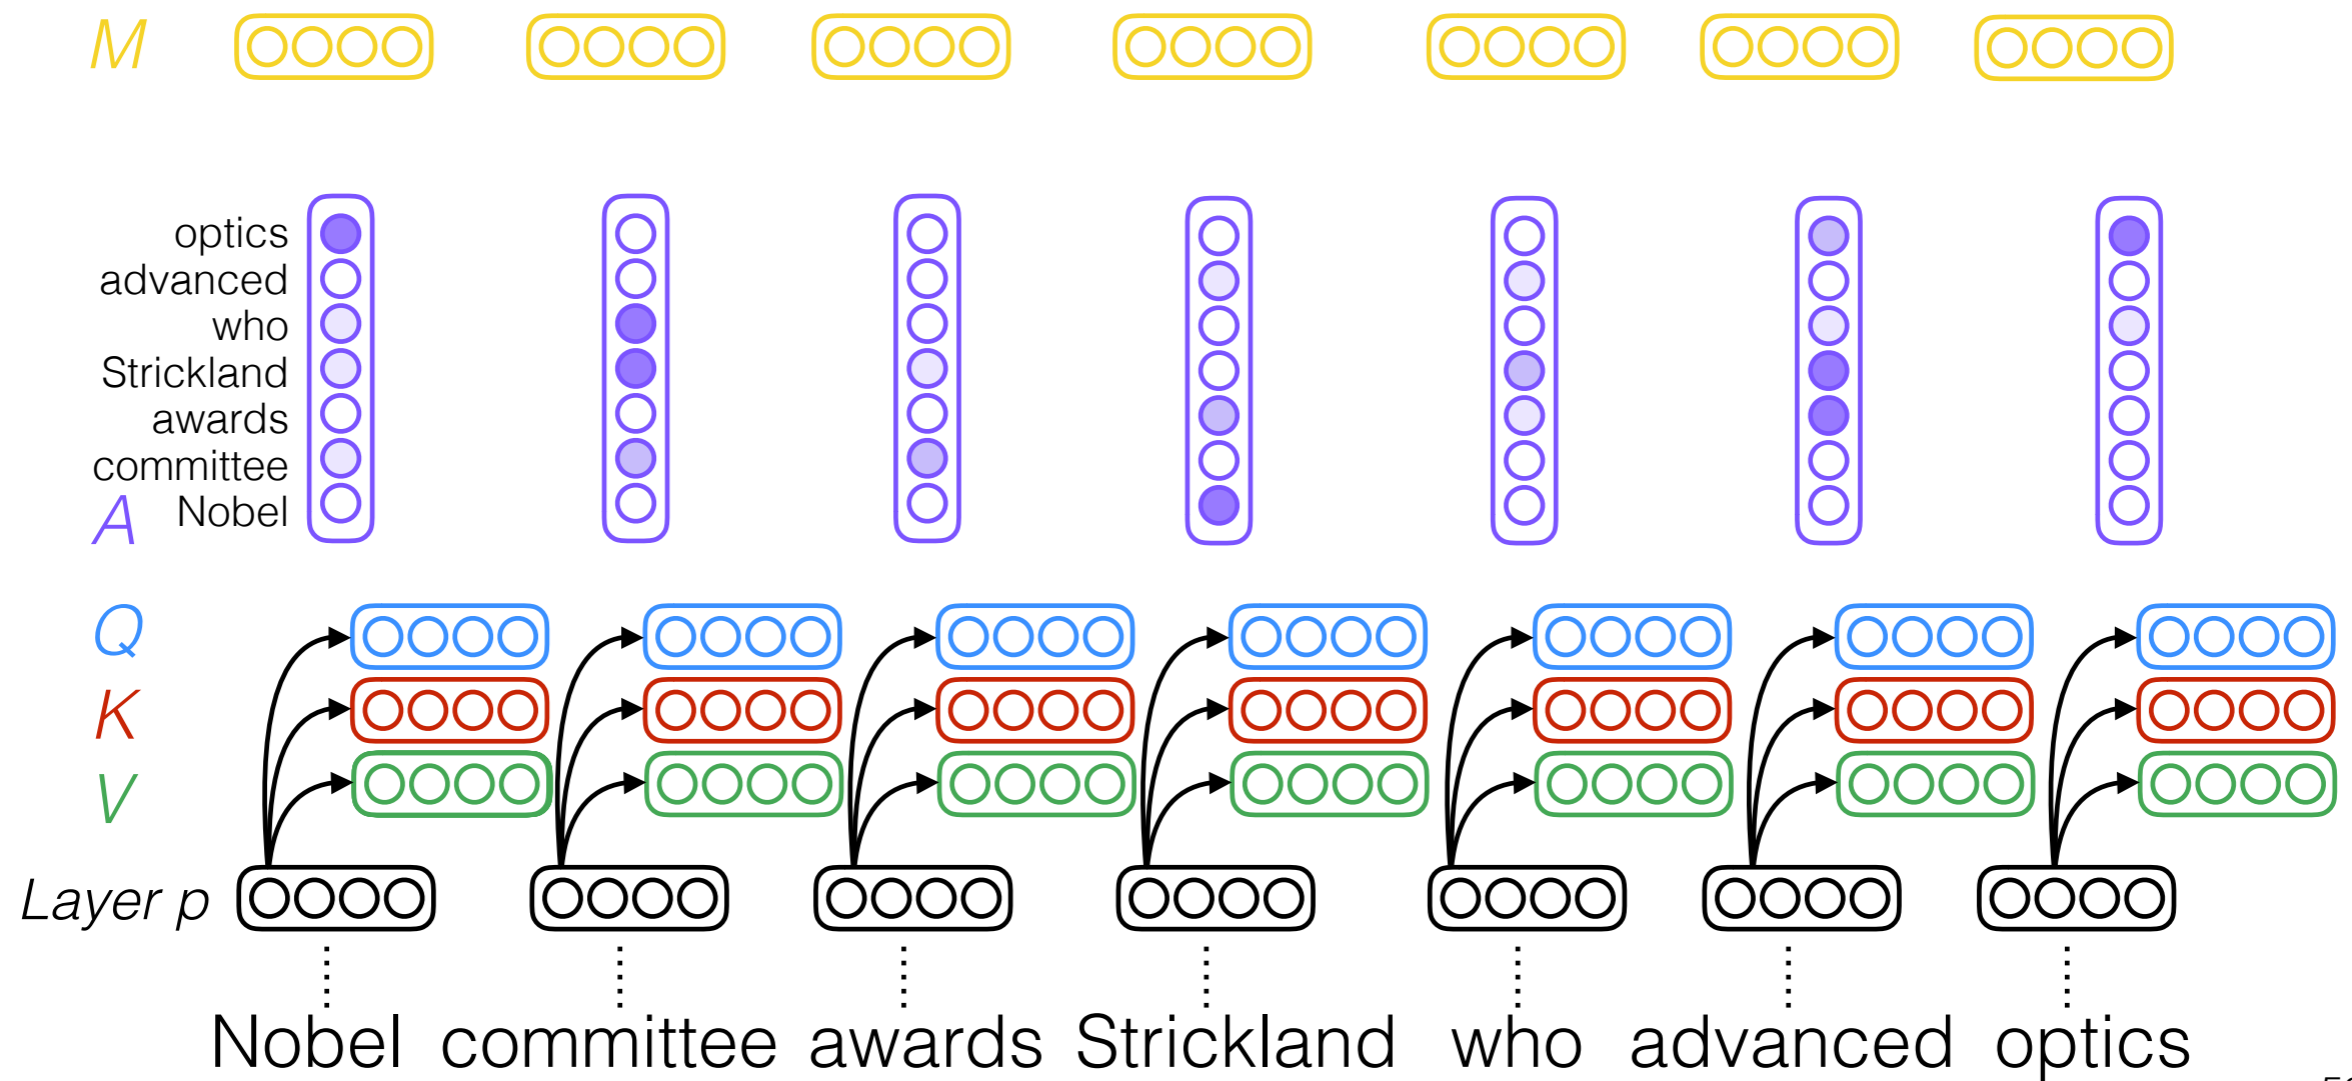 M
optics
advanced
who
Strickland
awards
committee
A Nobel
Q
K
V
Layer p
Nobel committee awards Strickland who advanced optics